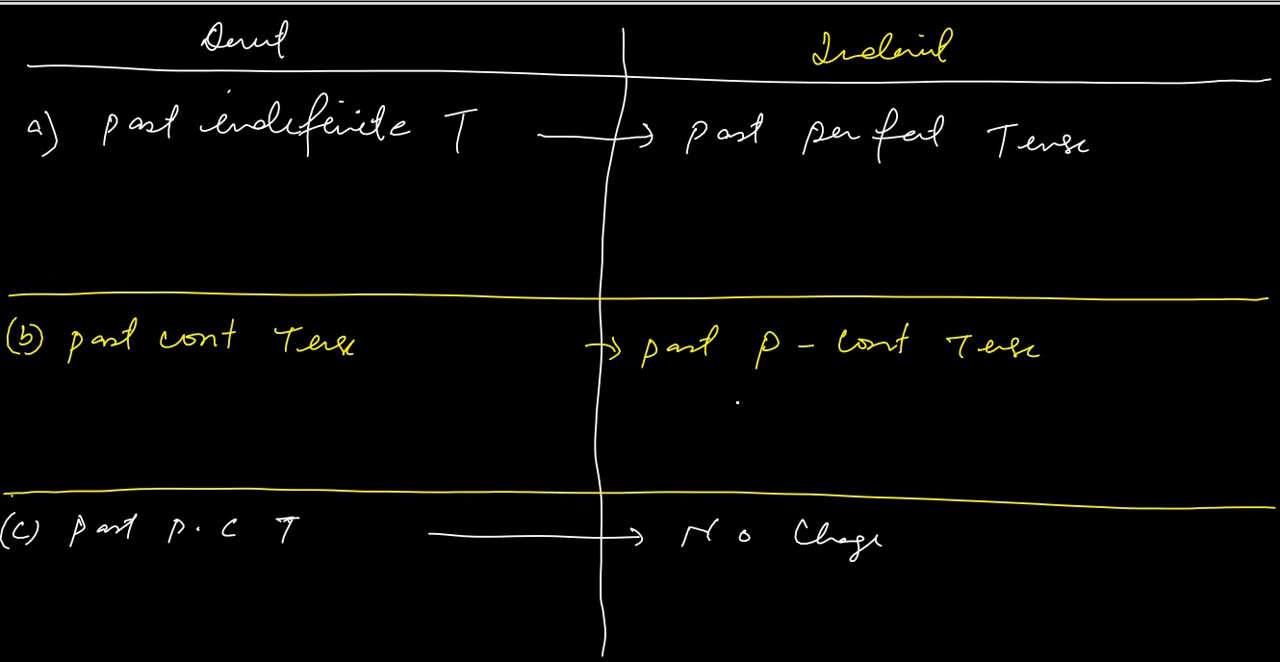 Direct Indirect
a) past indefinite T → past perfect Tense
(b) past cont Tense → past p - cont Tense
(c) past p. c T → No Change